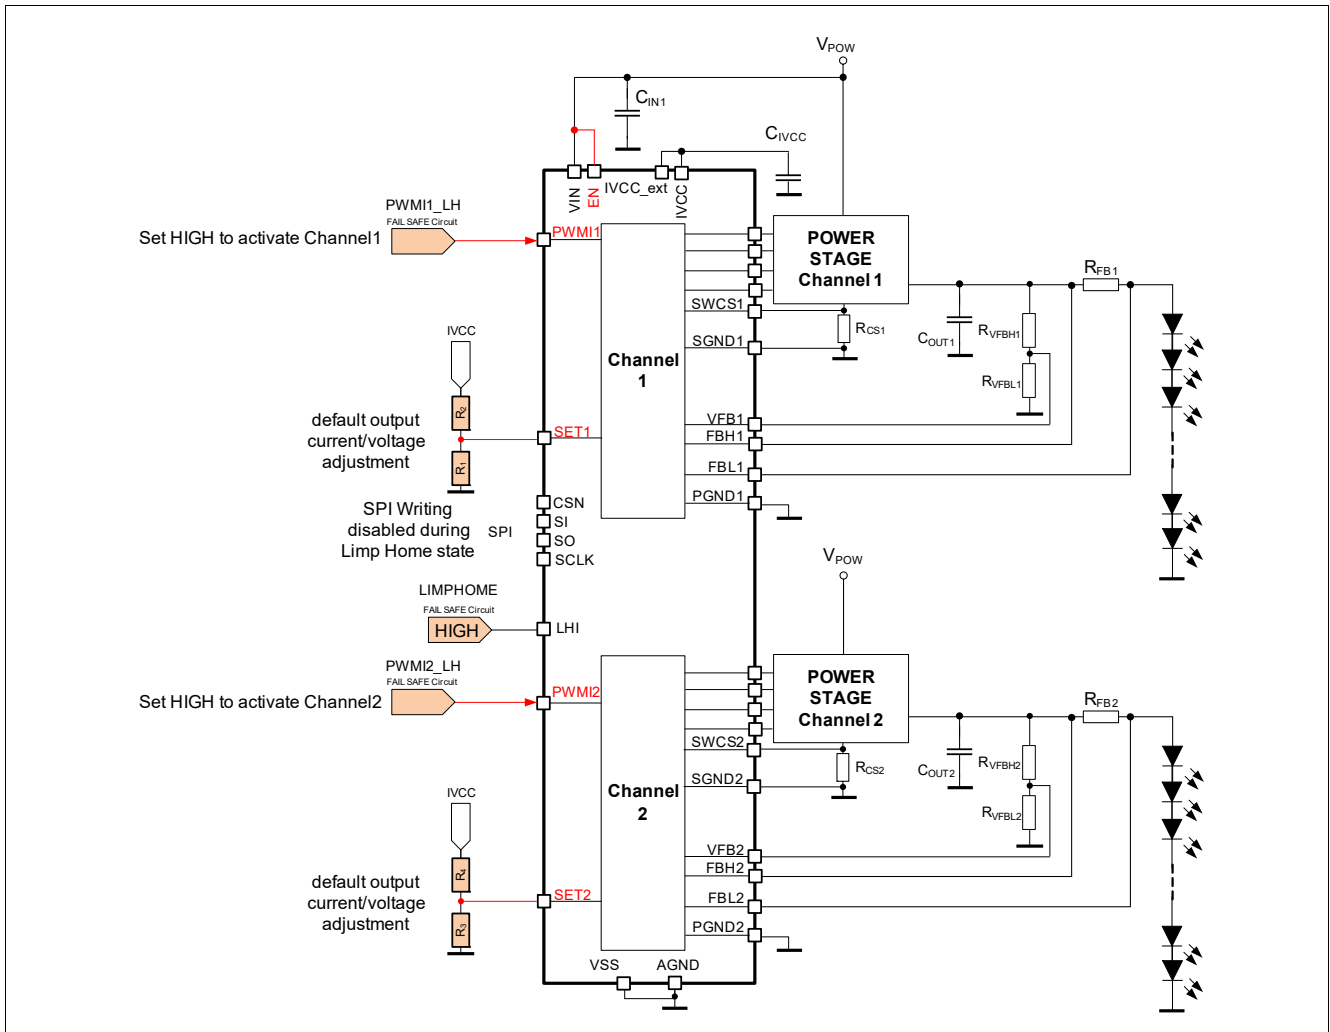 VPOW
CIN1
CIVCC
VIN
EN
IVCC_ext
IVCC
PWMI1_LH
FAIL SAFE Circuit
Set HIGH to activate Channel1
PWMI1
POWER
STAGE
Channel 1
SWCS1
RCS1
SGND1
Channel
1
COUT1
RVFBH1
RVFBL1
RFB1
IVCC
R2
R1
default output
current/voltage
adjustment
SET1
VFB1
FBH1
FBL1
PGND1
SPI Writing
disabled during
Limp Home state
SPI
CSN
SI
SO
SCLK
LIMPHOME
FAIL SAFE Circuit
HIGH
LHI
VPOW
PWMI2_LH
FAIL SAFE Circuit
Set HIGH to activate Channel2
PWMI2
POWER
STAGE
Channel 2
SWCS2
RCS2
SGND2
Channel
2
COUT2
RVFBH2
RVFBL2
RFB2
IVCC
R4
R3
default output
current/voltage
adjustment
SET2
VFB2
FBH2
FBL2
PGND2
VSS
AGND